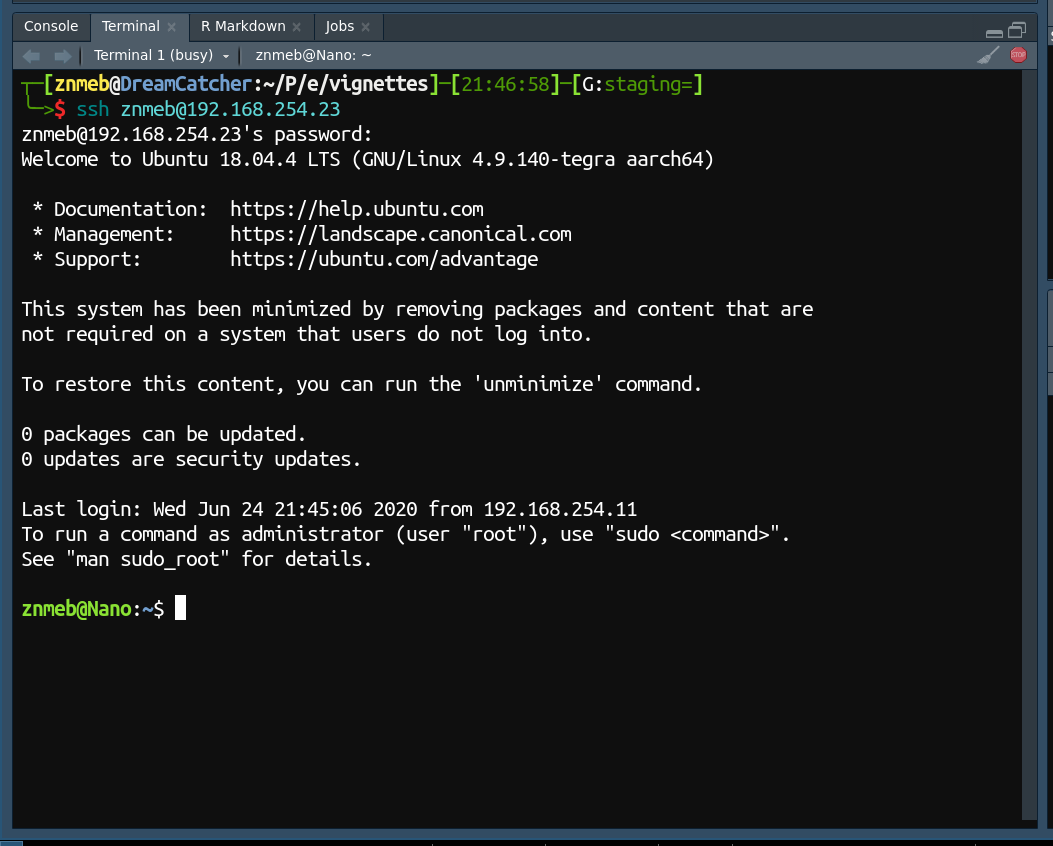 Console Terminal R Markdown Jobs
Terminal 1 (busy) znmeb@Nano: ~
[znmeb@DreamCatcher:~/P/e/vignettes]─[21:46:58]─[G:staging=]
╰─>$ ssh znmeb@192.168.254.23
znmeb@192.168.254.23's password:
Welcome to Ubuntu 18.04.4 LTS (GNU/Linux 4.9.140-tegra aarch64)
* Documentation:  https://help.ubuntu.com
* Management:     https://landscape.canonical.com
* Support:        https://ubuntu.com/advantage
This system has been minimized by removing packages and content that are
not required on a system that users do not log into.
To restore this content, you can run the 'unminimize' command.
0 packages can be updated.
0 updates are security updates.
Last login: Wed Jun 24 21:45:06 2020 from 192.168.254.11
To run a command as administrator (user "root"), use "sudo <command>".
See "man sudo_root" for details.
znmeb@Nano:~$